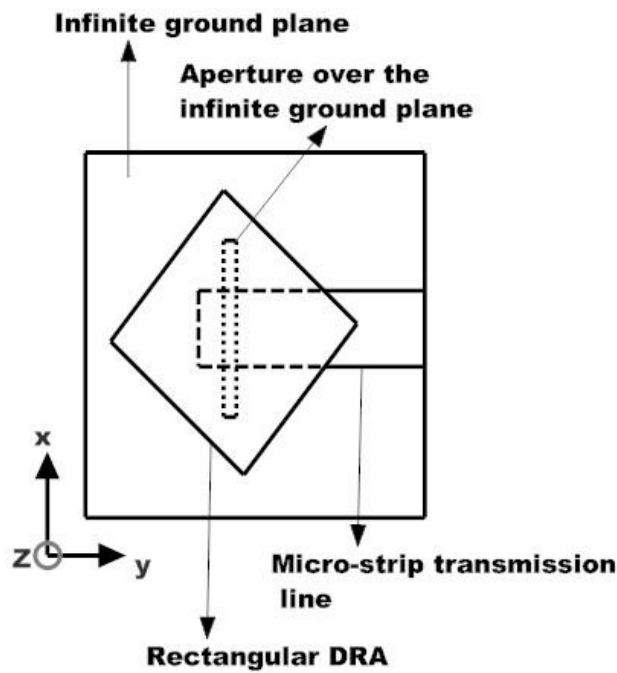 Infinite ground plane
Aperture over the
infinite ground plane
x
Z
y
Micro-strip transmission
line
Rectangular DRA